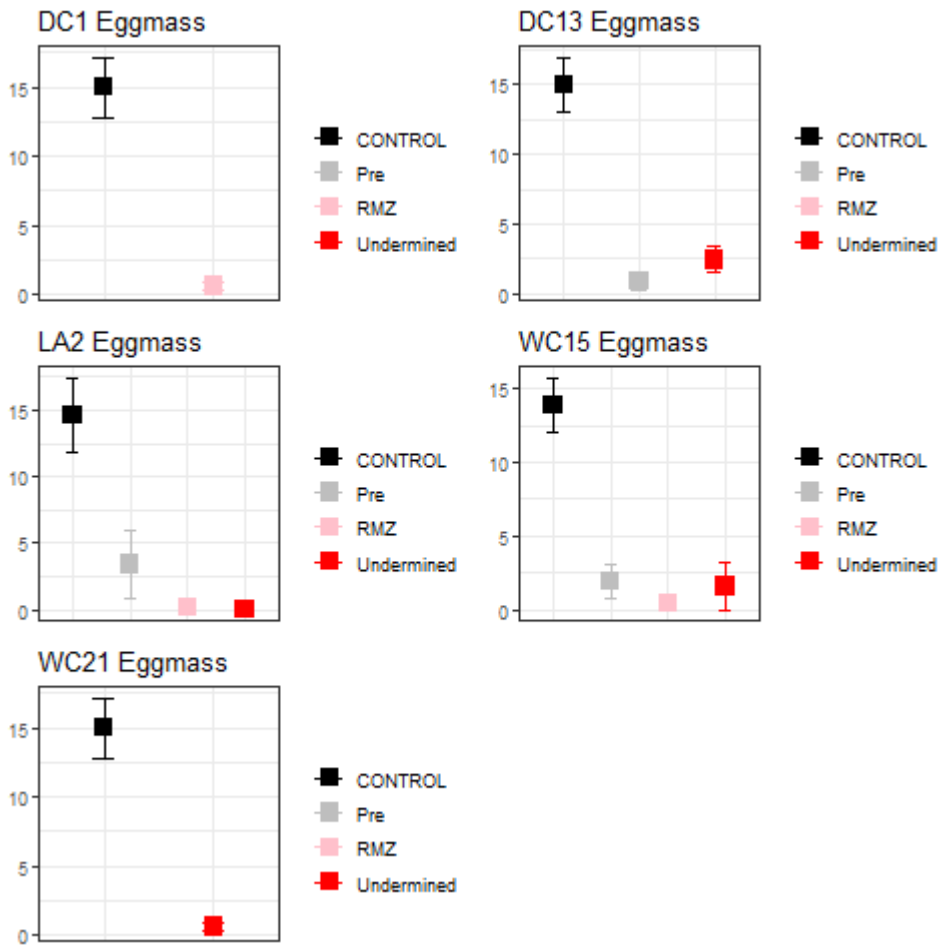 DC1 Eggmass
15
10
5
0
CONTROL
Pre
RMZ
Undermined
DC13 Eggmass
15
10
5
0
CONTROL
Pre
RMZ
Undermined
LA2 Eggmass
15
10
5
0
CONTROL
Pre
RMZ
Undermined
WC15 Eggmass
15
10
5
0
CONTROL
Pre
RMZ
Undermined
WC21 Eggmass
15
10
5
0
CONTROL
Pre
RMZ
Undermined